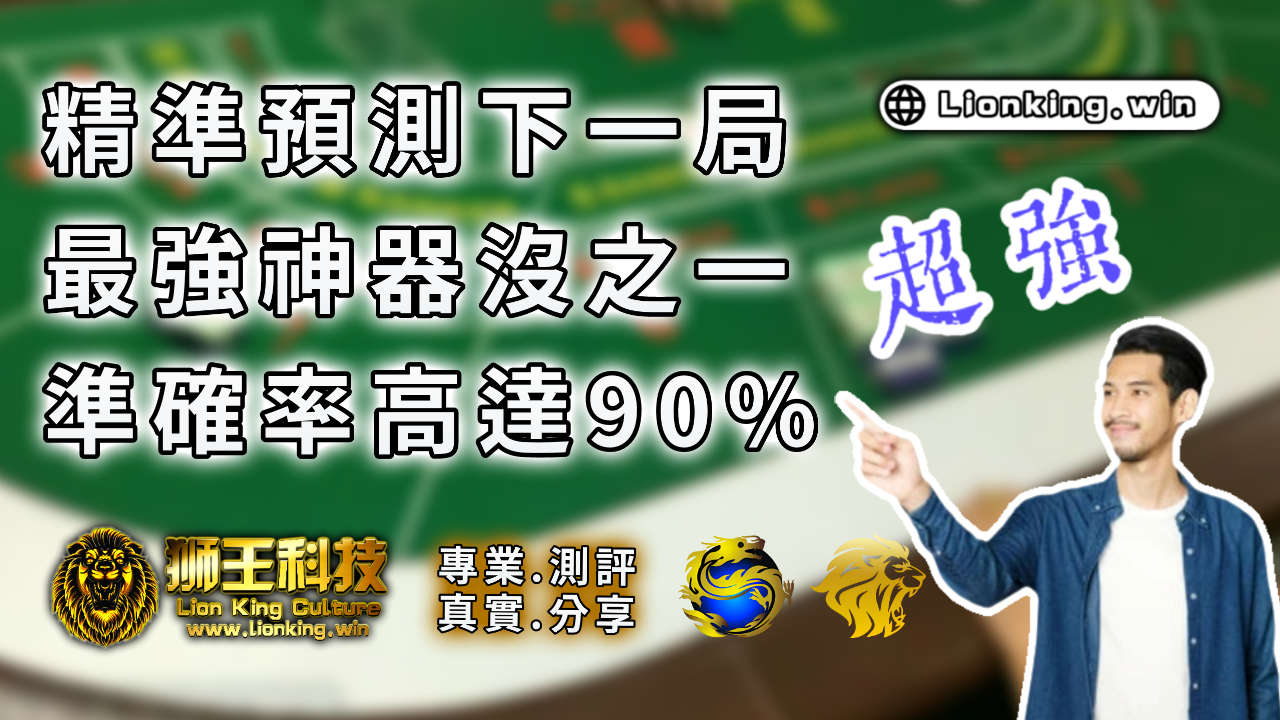 精準預測下一局
Lionking.win
最強神器沒之一
超強
準確率高達90%
狮王科技
Lion King Culture
www.lionking.win
專業.測評
真實.分享